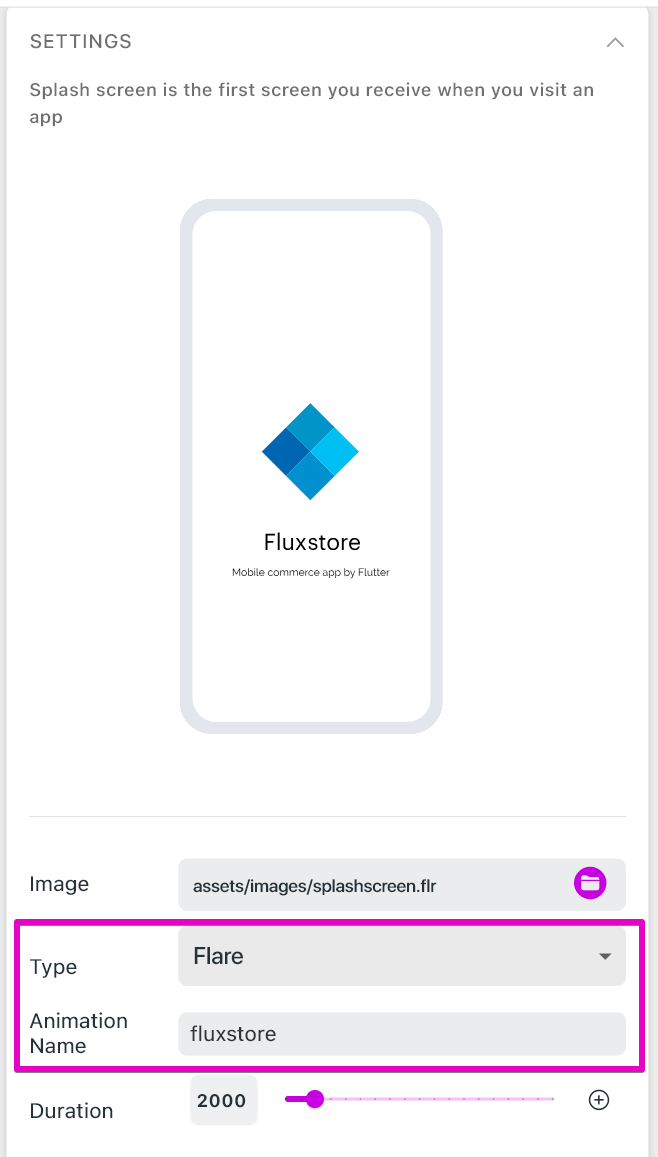 SETTINGS
Splash screen is the first screen you receive when you visit an
app
Fluxstore
Mobile commerce app by Flutter
Image
assets/images/splashscreen.flr
Type
Flare
Animation
Name
fluxstore
Duration
2000